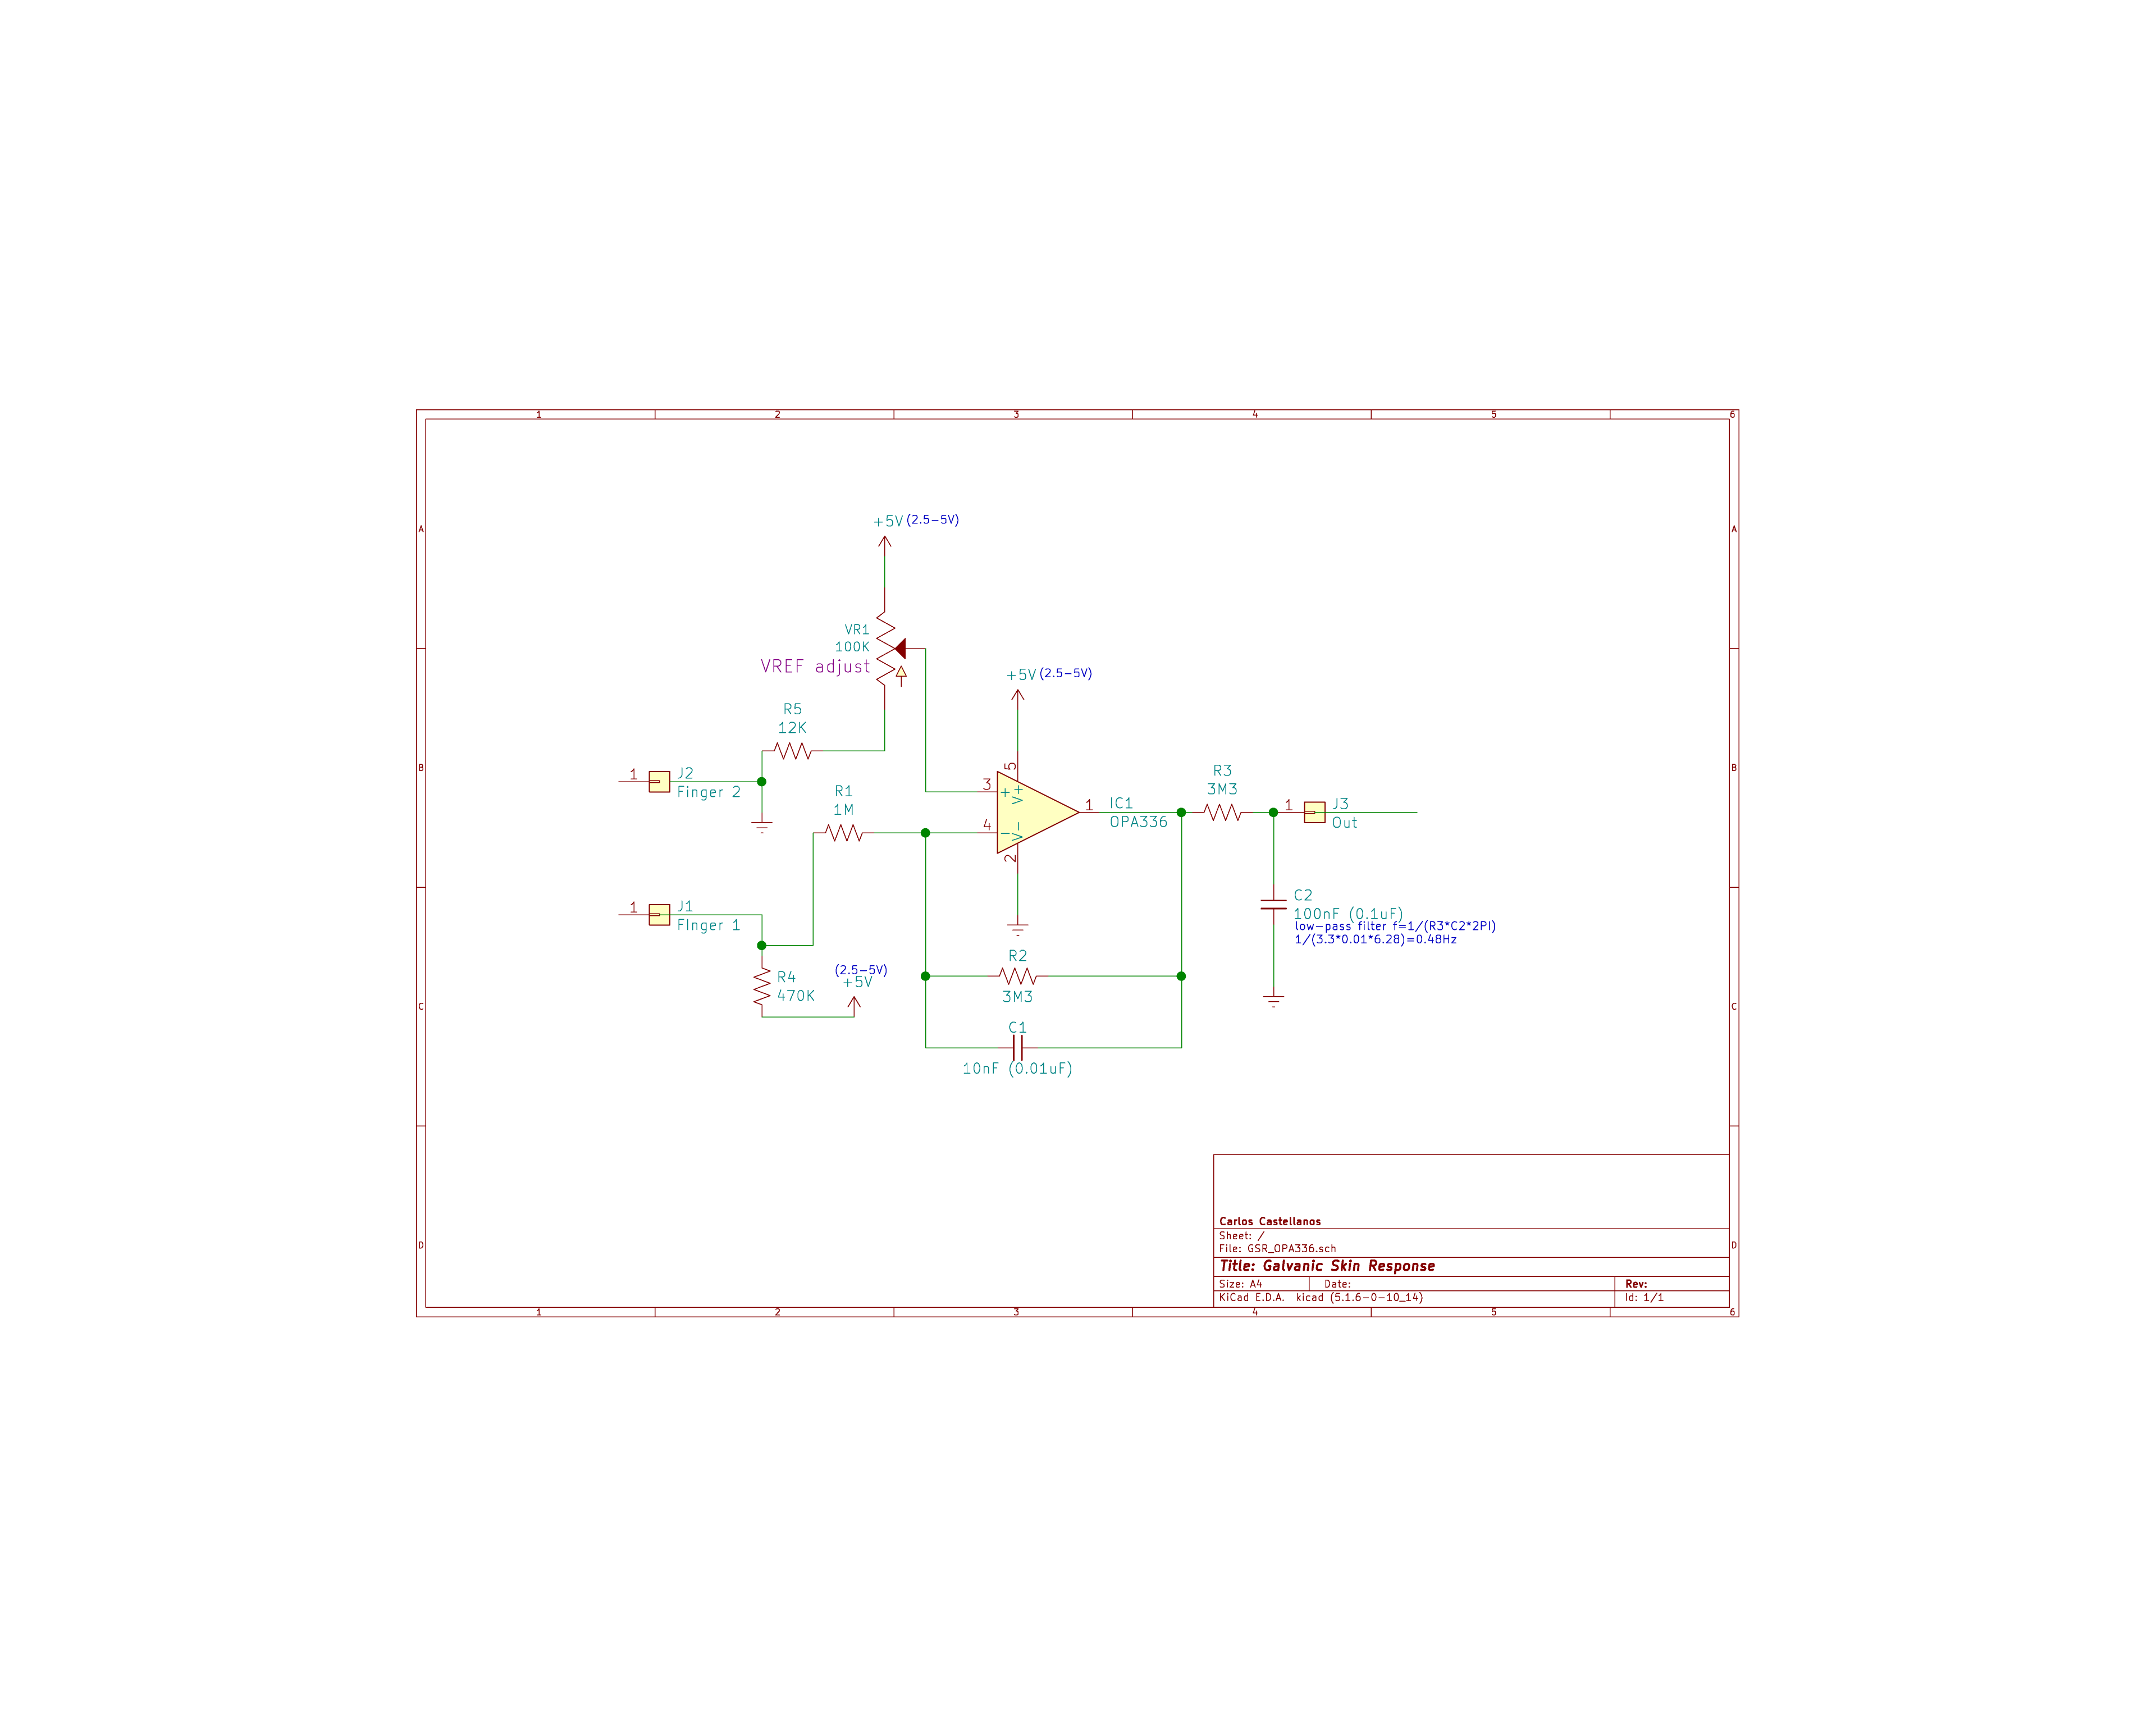 1 2 3 4 5 6
A A
+5V (2.5-5V)
VR1
100K
VREF adjust
+5V (2.5-5V)
R5
12K
B B
1 J2
Finger 2
R1
1M
5
3 + V+
4 - V-
2
1 IC1
OPA336
R3
3M3
1 J3
Out
C2
100nF (0.1uF)
low-pass filter f=1/(R3*C2*2PI)
1/(3.3*0.01*6.28)=0.48Hz
1 J1
FInger 1
R4
470K
(2.5-5V)
+5V
R2
3M3
C C
C1
10nF (0.01uF)
Carlos Castellanos
Sheet: /
File: GSR_OPA336.sch
D D
Title: Galvanic Skin Response
Size: A4 Date: Rev:
KiCad E.D.A. kicad (5.1.6-0-10_14) Id: 1/1
1 2 3 4 5 6